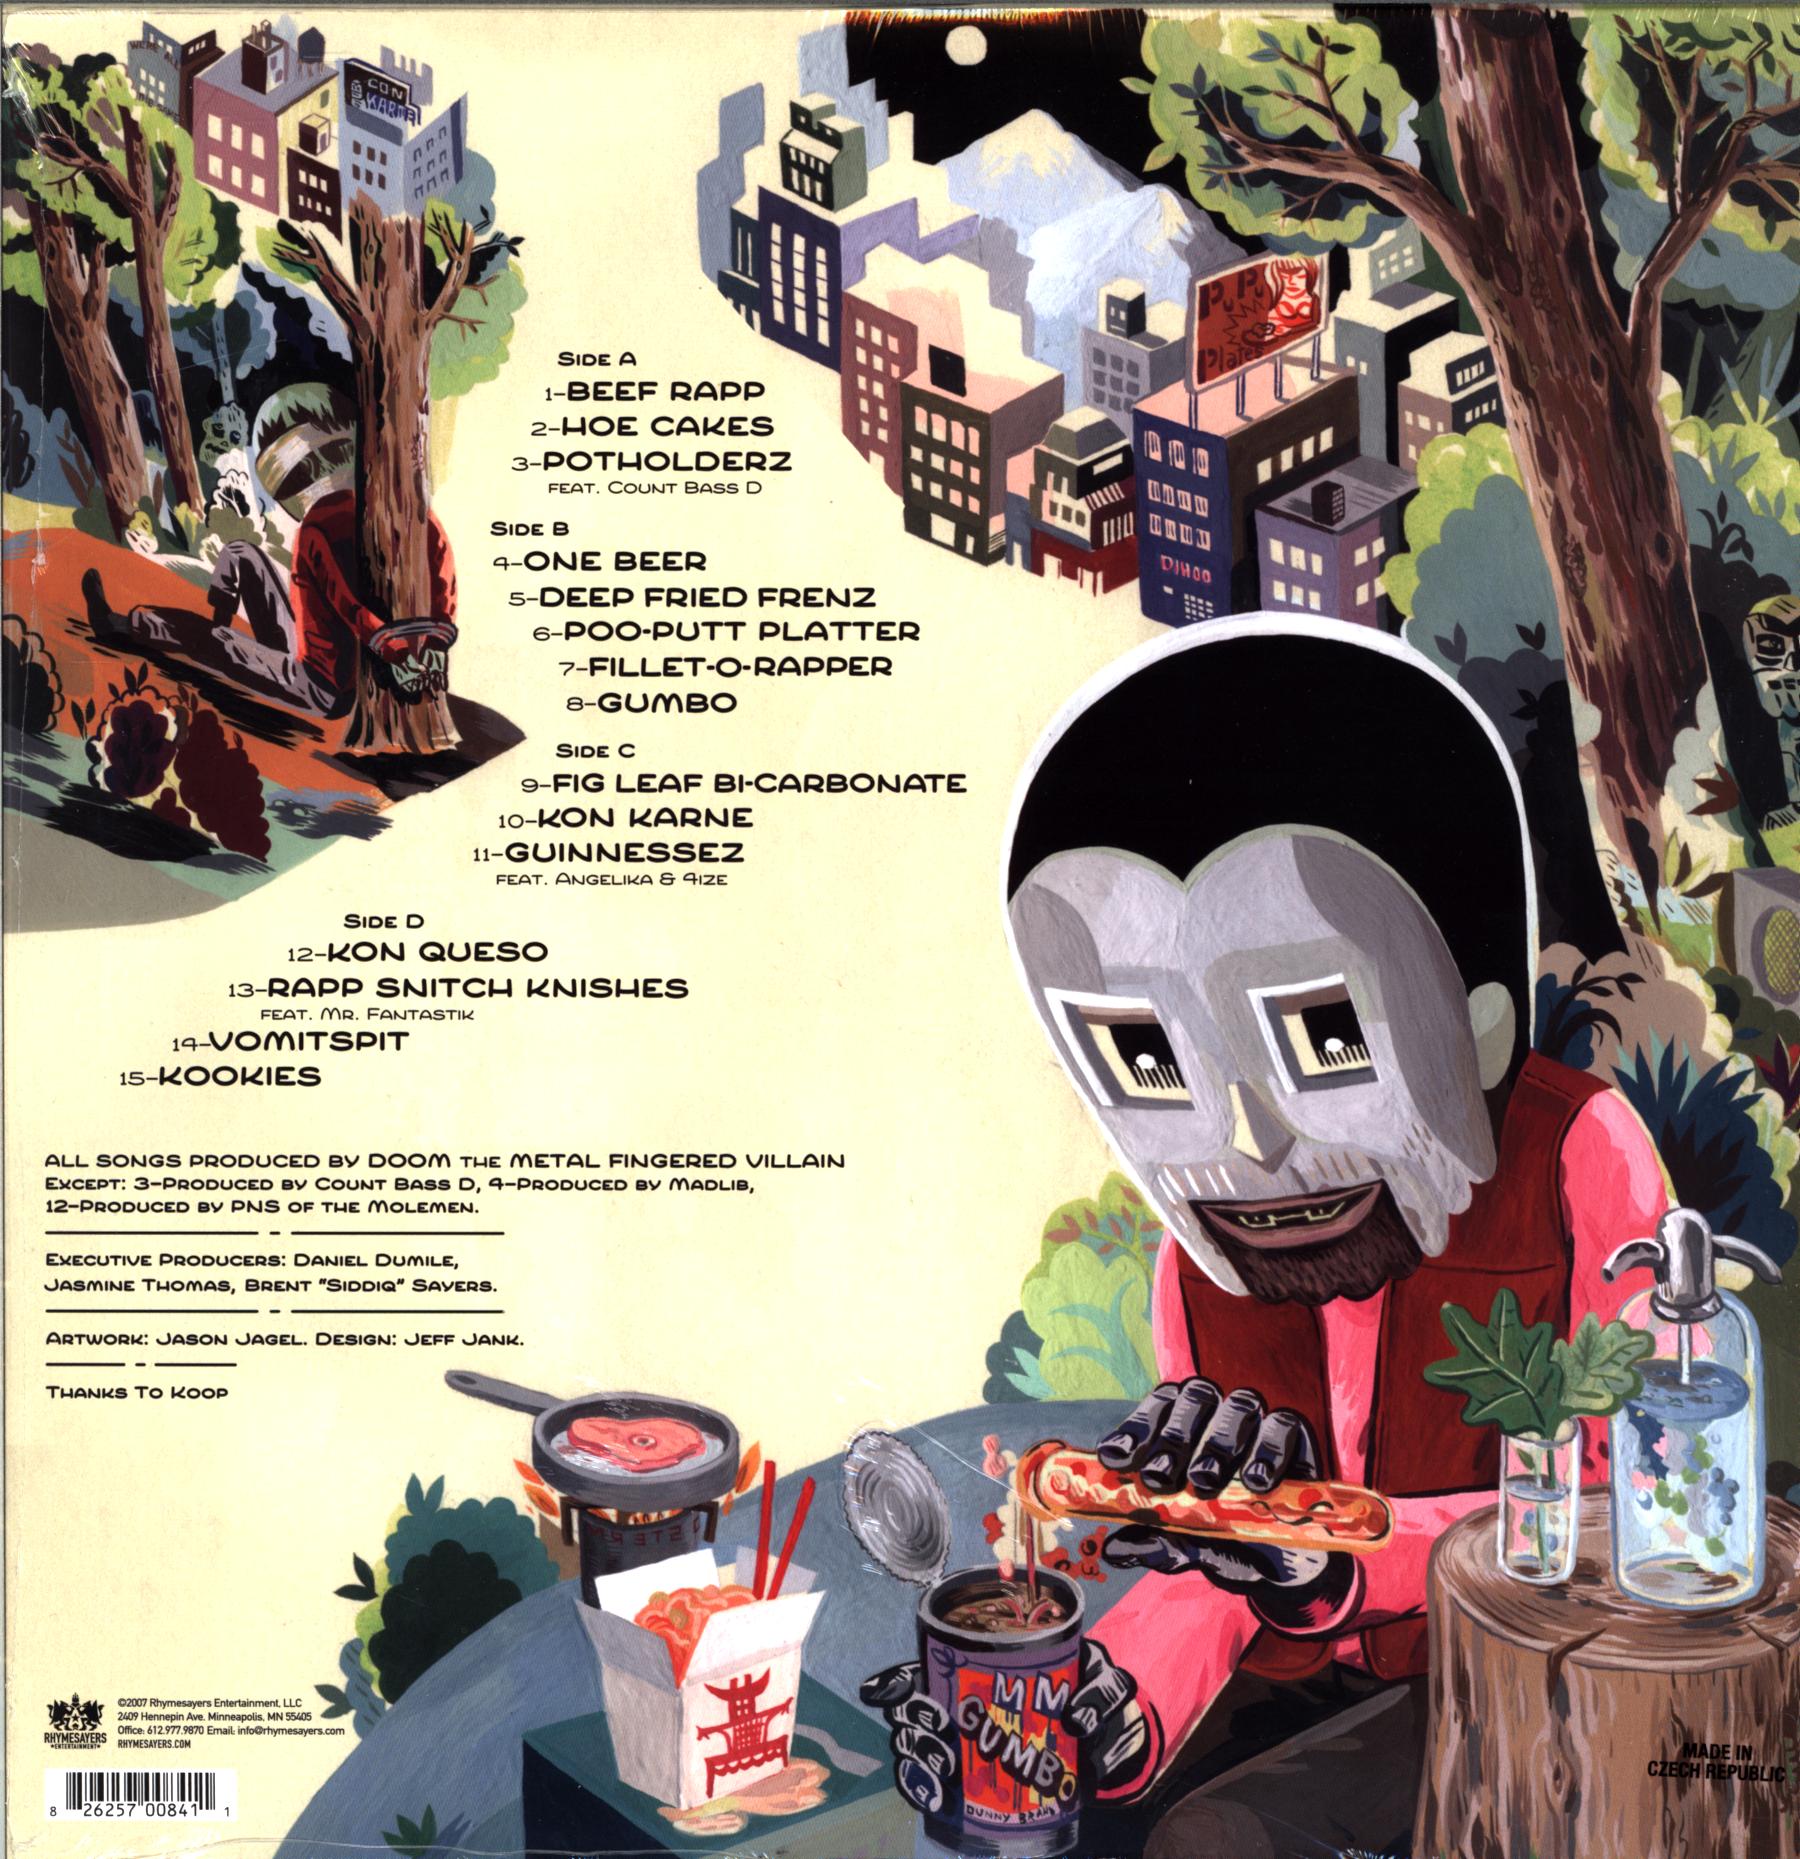 CON
KARNE
Pu Pu
Plates
OOHIO
Side A
1-BEEF RAPP
2-HOE CAKES
3-POTHOLDERZ
FEAT. Count Bass D
Side B
4-ONE BEER
5-DEEP FRIED FRENZ
6-POO-PUTT PLATTER
7-FILLET-O-RAPPER
8-GUMBO
Side C
9-FIG LEAF BI-CARBONATE
10-KON KARNE
11-GUINNESSEZ
FEAT. Angelika & 4ize
Side D
12-KON QUESO
13-RAPP SNITCH KNISHES
FEAT. Mr. Fantastik
14-VOMITSPIT
15-KOOKIES
ALL SONGS PRODUCED BY DOOM THE METAL FINGERED VILLAIN
Except: 3-Produced by Count Bass D, 4-Produced by Madlib,
12-Produced by PNS of the Molemen.
Executive Producers: Daniel Dumile,
Jasmine Thomas, Brent "Siddiq" Sayers.
Artwork: Jason Jagel. Design: Jeff Jank.
Thanks To Koop
MM
GUMBO
DUNNY BRAND
RHYMESAYERS
ENTERTAINMENT
©2007 Rhymesayers Entertainment, LLC
2409 Hennepin Ave. Minneapolis, MN 55405
Office: 612.977.9870 Email: info@rhymesayers.com
RHYMESAYERS.COM
8 26257 00841 1
MADE IN
CZECH REPUBLIC